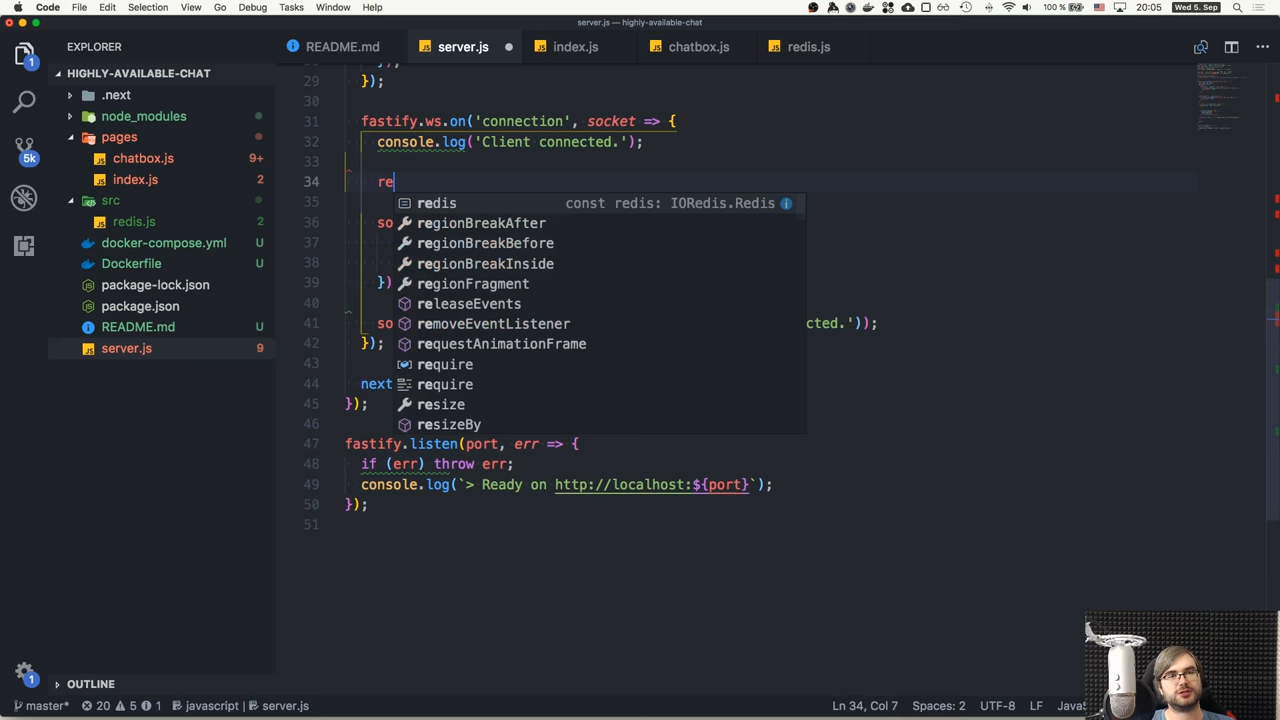 Code File Edit Selection View Go Debug Tasks Window Help 100 % 20:05 Wed 5. Sep
server.js — highly-available-chat
EXPLORER
README.md
server.js
index.js
chatbox.js
redis.js
HIGHLY-AVAILABLE-CHAT
.next
node_modules
pages
chatbox.js 9+
index.js 2
src
redis.js 2
docker-compose.yml U
Dockerfile U
package-lock.json
package.json
README.md U
server.js 9
OUTLINE
1
5k
1
29 });
30
31 fastify.ws.on('connection', socket => {
32 console.log('Client connected.');
33
34 re
35
36 so
37
38
39 })
40
41 so cted.'));
42 });
43
44 next
45 });
46
47 fastify.listen(port, err => {
48 if (err) throw err;
49 console.log(`> Ready on http://localhost:${port}`);
50 });
51
redis const redis: IORedis.Redis
regionBreakAfter
regionBreakBefore
regionBreakInside
regionFragment
releaseEvents
removeEventListener
requestAnimationFrame
require
require
resize
resizeBy
master* 20 5 1 javascript server.js Ln 34, Col 7 Spaces: 2 UTF-8 LF